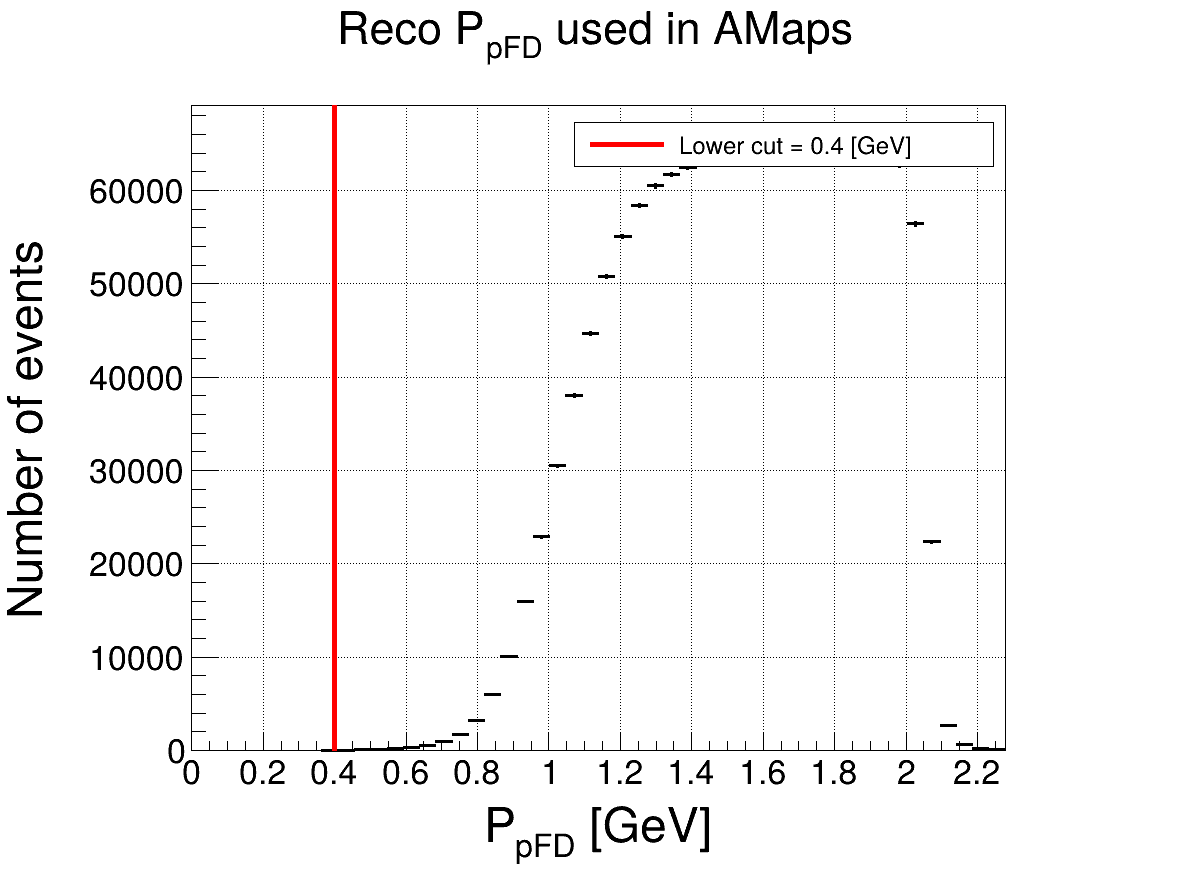 Reco P_pFD used in AMaps
Lower cut = 0.4 [GeV]
Number of events
60000
50000
40000
30000
20000
10000
0
0 0.2 0.4 0.6 0.8 1 1.2 1.4 1.6 1.8 2 2.2
P_pFD [GeV]